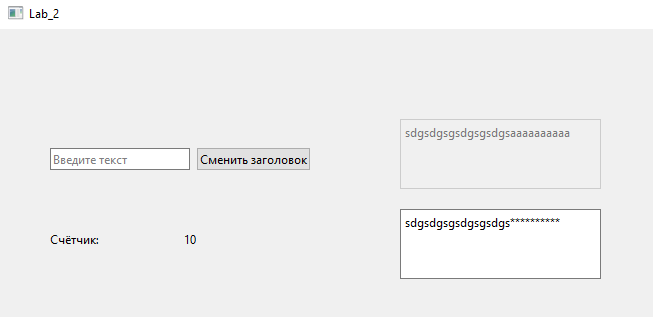 Lab_2
sdgsdgsgsdgsgsdgsaaaaaaaaaa
Введите текст
Сменить заголовок
sdgsdgsgsdgsgsdgs**********
Счётчик:
10